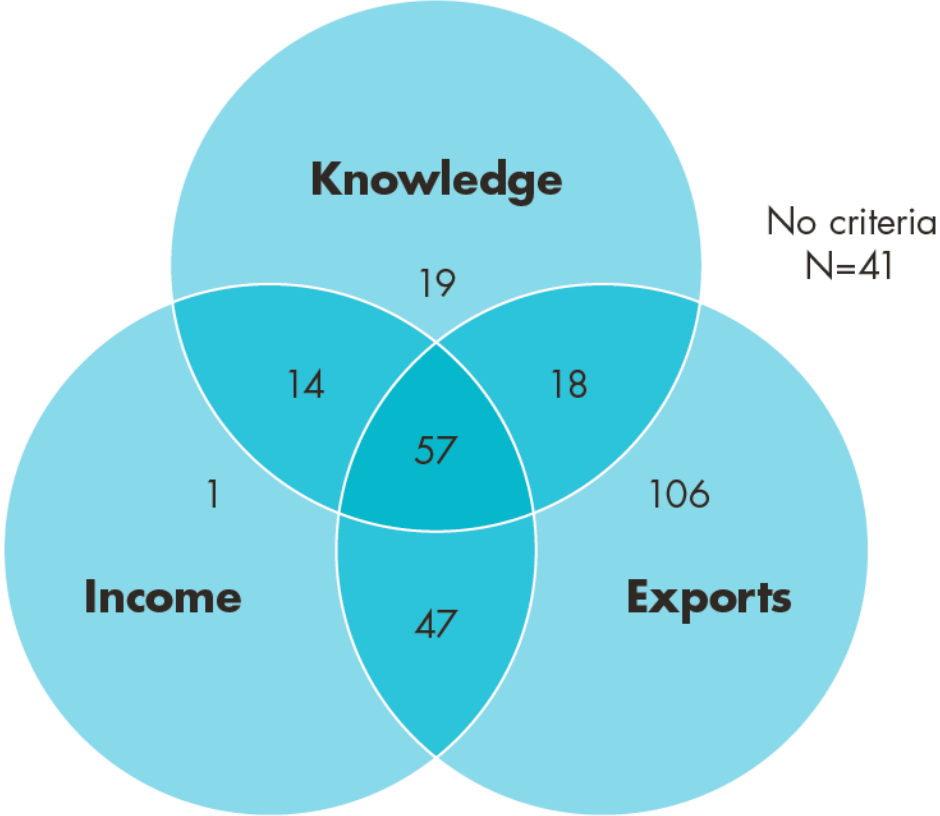 Knowledge
No criteria
N=41
19
14
18
57
1
106
Income
Exports
47